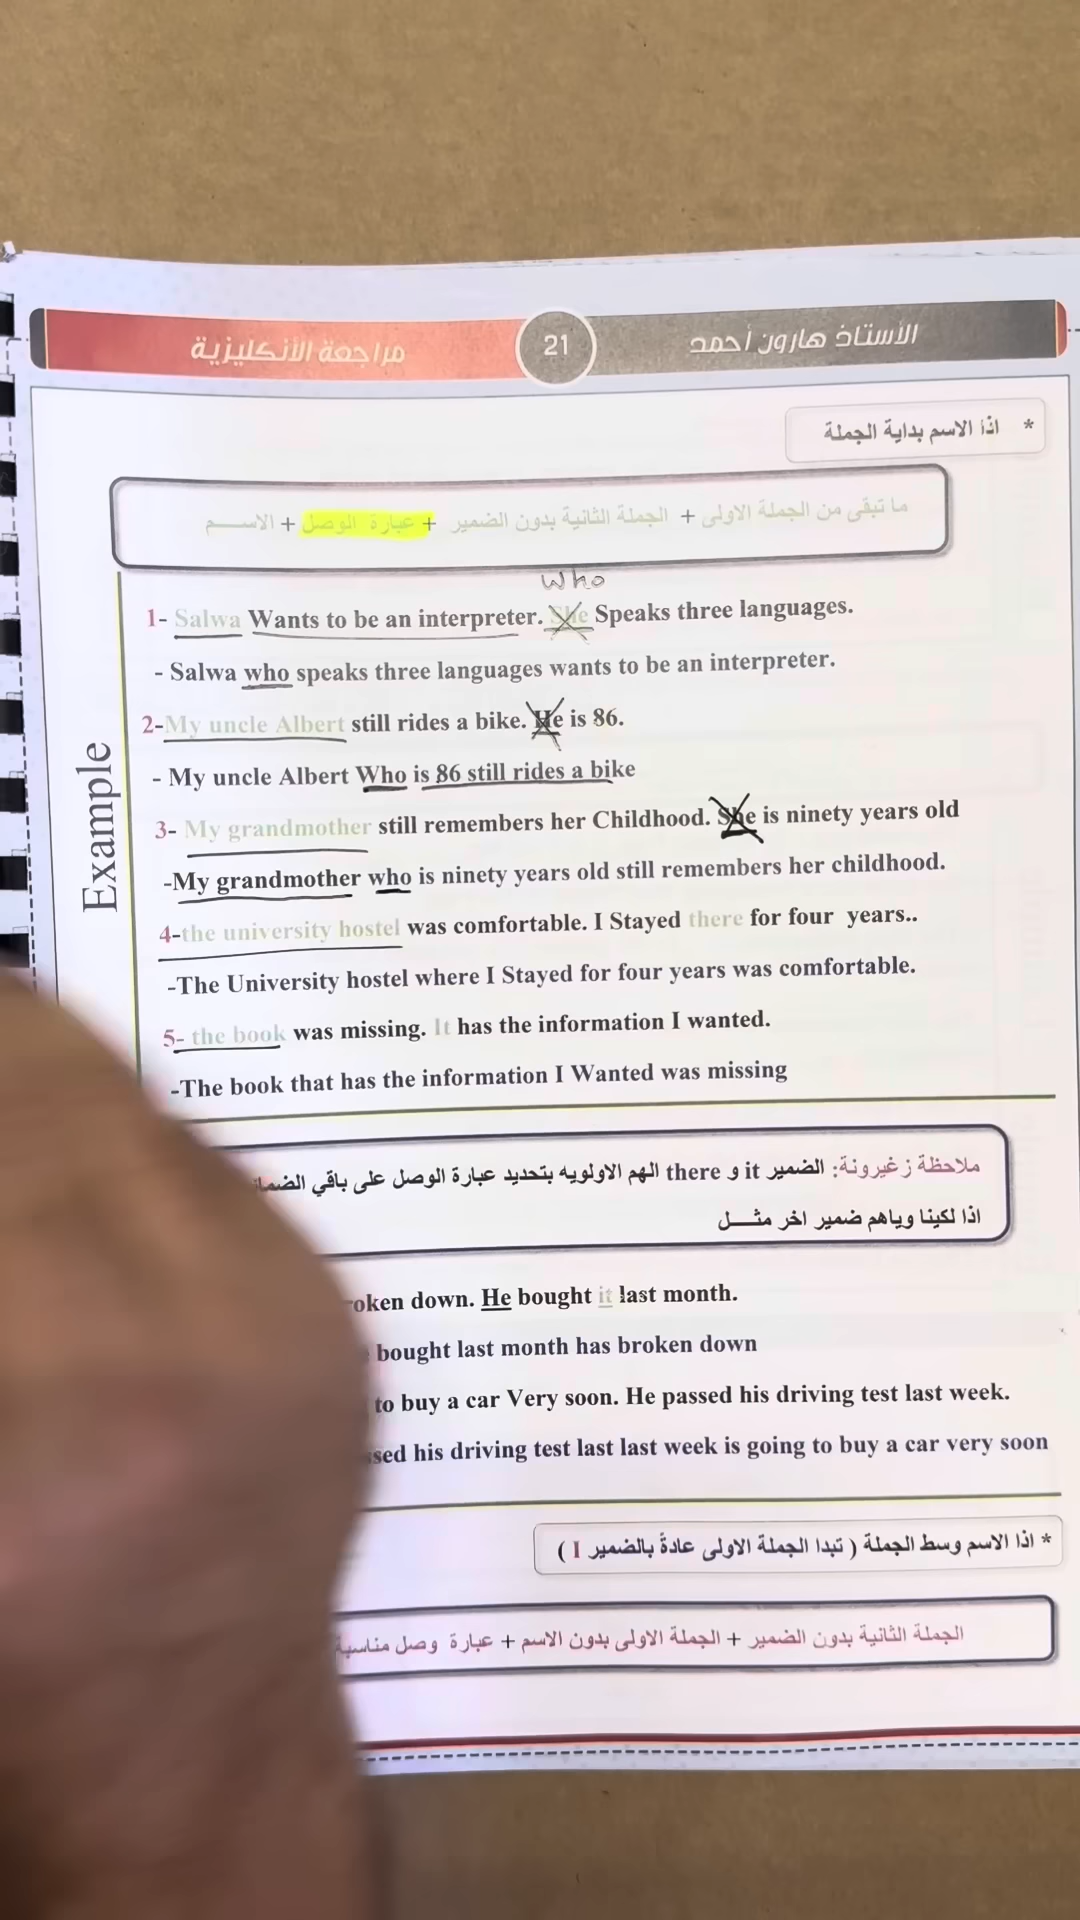 الأستاذ هارون أحمد 21 مراجعة الأنكليزية
* اذا الاسم بداية الجملة
الاســـم + عبارة الوصل + الجملة الثانية بدون الضمير + ما تبقى من الجملة الاولى
Who
1- Salwa Wants to be an interpreter. She Speaks three languages.
- Salwa who speaks three languages wants to be an interpreter.
2-My uncle Albert still rides a bike. He is 86.
- My uncle Albert Who is 86 still rides a bike
3- My grandmother still remembers her Childhood. She is ninety years old
-My grandmother who is ninety years old still remembers her childhood.
4-the university hostel was comfortable. I Stayed there for four years..
-The University hostel where I Stayed for four years was comfortable.
5- the book was missing. It has the information I wanted.
-The book that has the information I Wanted was missing
Example
ملاحظة زغيرونة: الضمير it و there الهم الاولويه بتحديد عبارة الوصل على باقي
اذا لكينا وياهم ضمير اخر مثـــل
down. He bought it last month.
bought last month has broken down
to buy a car Very soon. He passed his driving test last week.
his driving test last last week is going to buy a car very soon
* اذا الاسم وسط الجملة ( تبدا الجملة الاولى عادةً بالضمير I )
الجملة الثانية بدون الضمير + الجملة الاولى بدون الاسم + عبارة وصل مناسبة